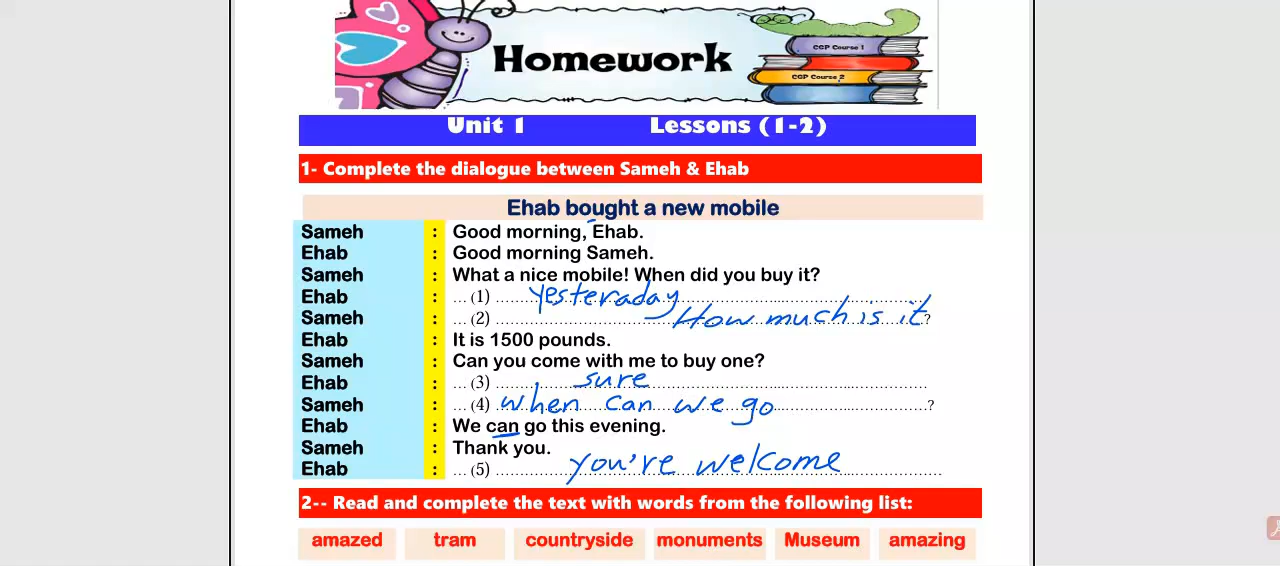 CGP Course 1
Homework
CGP Course 2
Unit 1 Lessons (1-2)
1- Complete the dialogue between Sameh & Ehab
Ehab bought a new mobile
Sameh : Good morning, Ehab.
Ehab : Good morning Sameh.
Sameh : What a nice mobile! When did you buy it?
Ehab : ... (1) yesteraday
Sameh : ... (2) How much is it ?
Ehab : It is 1500 pounds.
Sameh : Can you come with me to buy one?
Ehab : ... (3) sure
Sameh : ... (4) when can we go ?
Ehab : We can go this evening.
Sameh : Thank you.
Ehab : ... (5) you're welcome
2-- Read and complete the text with words from the following list:
amazed tram countryside monuments Museum amazing